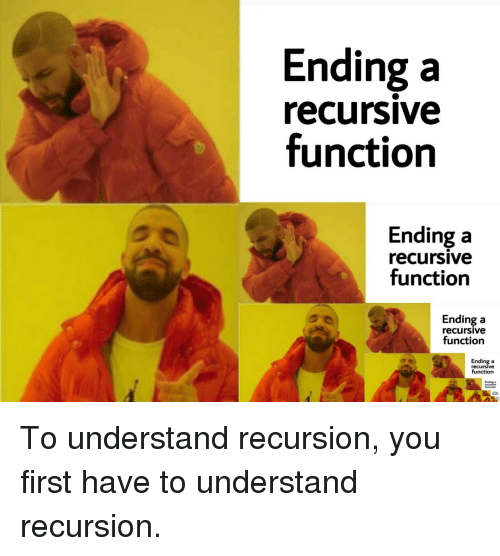 Ending a
recursive
function
Ending a
recursive
function
Ending a
recursive
function
Ending a
recursive
function
To understand recursion, you
first have to understand
recursion.